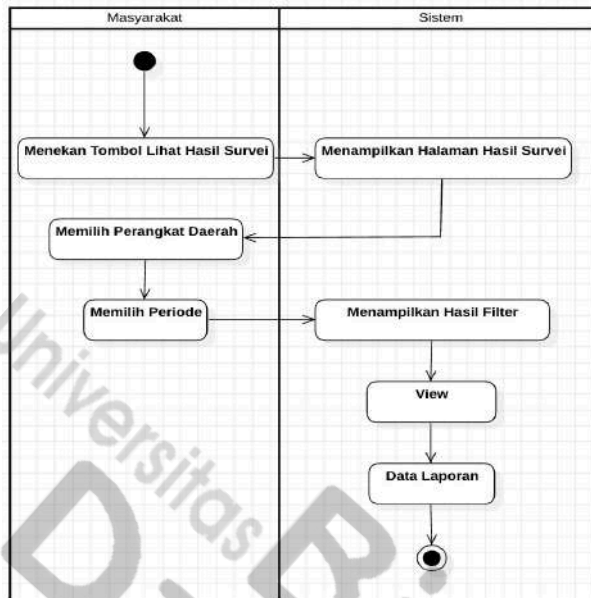 Masyarakat
Sistem
Menekan Tombol Lihat Hasil Survei
Menampilkan Halaman Hasil Survei
Memilih Perangkat Daerah
Memilih Periode
Menampilkan Hasil Filter
View
Data Laporan
Universitas